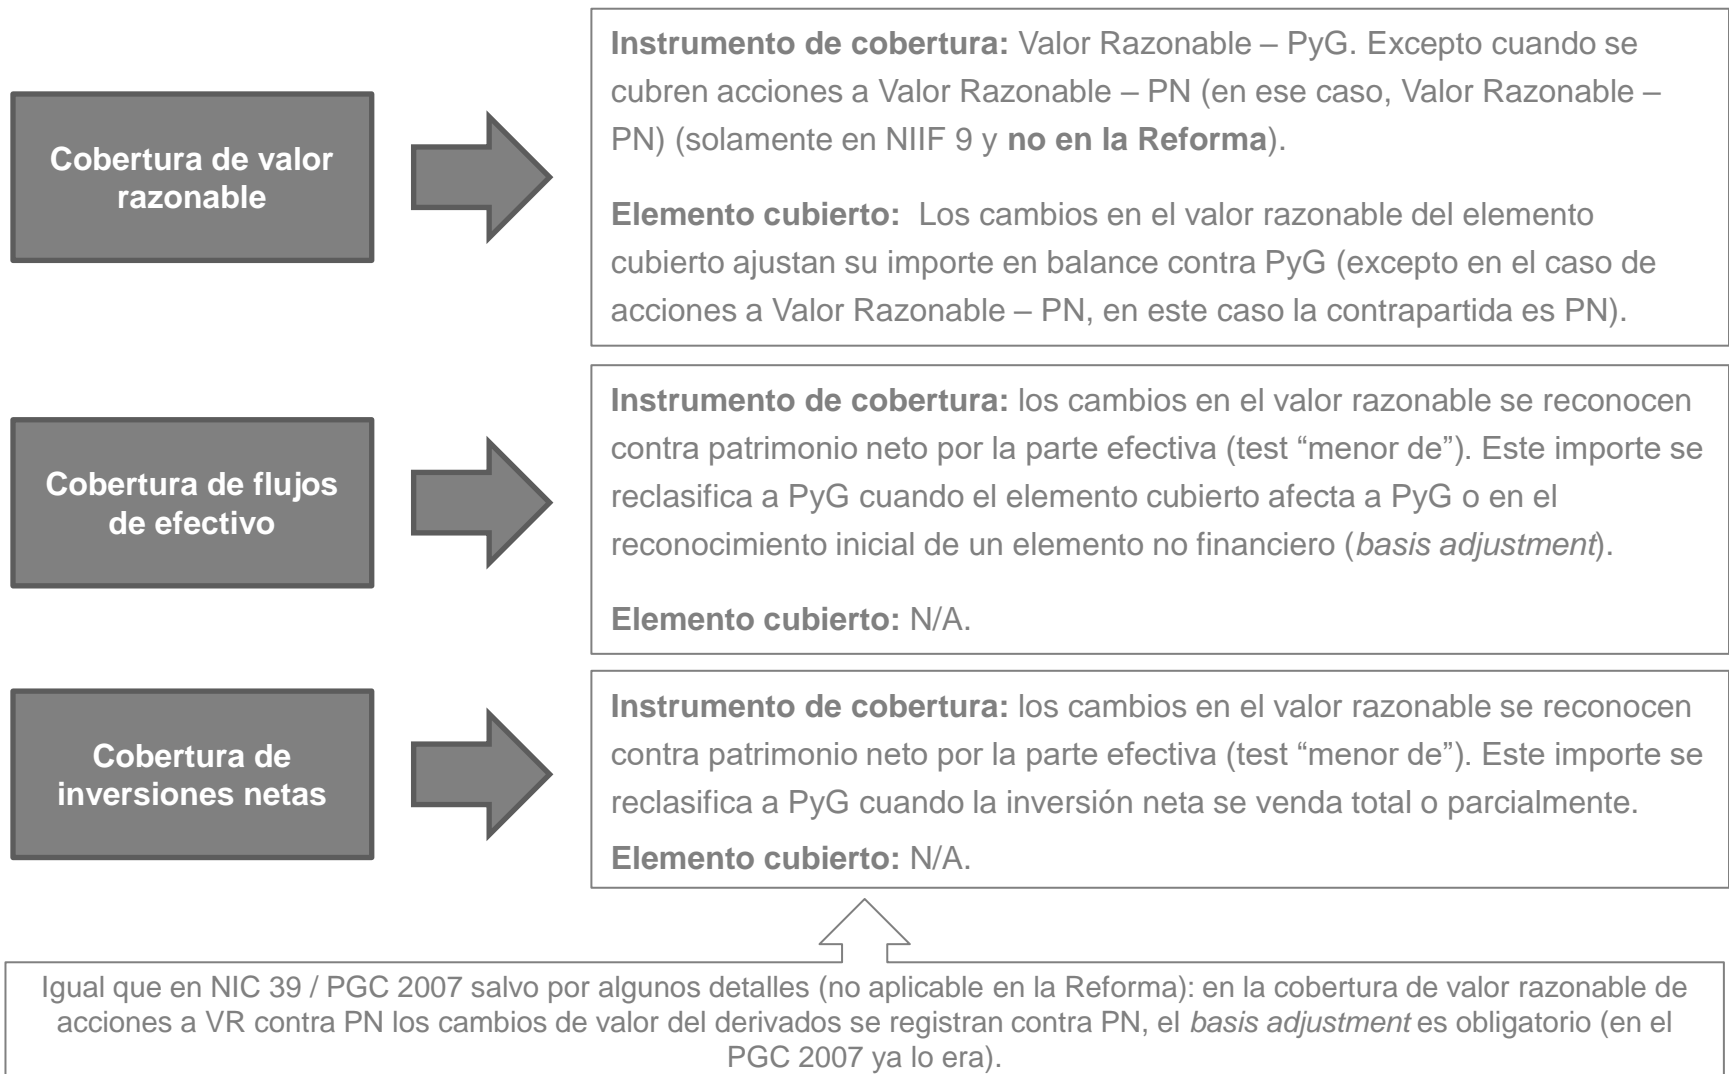 Cobertura de valor
razonable
Instrumento de cobertura: Valor Razonable – PyG. Excepto cuando se
cubren acciones a Valor Razonable – PN (en ese caso, Valor Razonable –
PN) (solamente en NIIF 9 y no en la Reforma).
Elemento cubierto: Los cambios en el valor razonable del elemento
cubierto ajustan su importe en balance contra PyG (excepto en el caso de
acciones a Valor Razonable – PN, en este caso la contrapartida es PN).
Cobertura de flujos
de efectivo
Instrumento de cobertura: los cambios en el valor razonable se reconocen
contra patrimonio neto por la parte efectiva (test “menor de”). Este importe se
reclasifica a PyG cuando el elemento cubierto afecta a PyG o en el
reconocimiento inicial de un elemento no financiero (basis adjustment).
Elemento cubierto: N/A.
Cobertura de
inversiones netas
Instrumento de cobertura: los cambios en el valor razonable se reconocen
contra patrimonio neto por la parte efectiva (test “menor de”). Este importe se
reclasifica a PyG cuando la inversión neta se venda total o parcialmente.
Elemento cubierto: N/A.
Igual que en NIC 39 / PGC 2007 salvo por algunos detalles (no aplicable en la Reforma): en la cobertura de valor razonable de
acciones a VR contra PN los cambios de valor del derivados se registran contra PN, el basis adjustment es obligatorio (en el
PGC 2007 ya lo era).